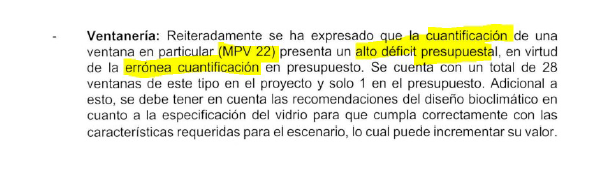 - Ventanería: Reiteradamente se ha expresado que la cuantificación de una
ventana en particular (MPV 22) presenta un alto déficit presupuestal, en virtud
de la errónea cuantificación en presupuesto. Se cuenta con un total de 28
ventanas de este tipo en el proyecto y solo 1 en el presupuesto. Adicional a
esto, se debe tener en cuenta las recomendaciones del diseño bioclimático en
cuanto a la especificación del vidrio para que cumpla correctamente con las
características requeridas para el escenario, lo cual puede incrementar su valor.